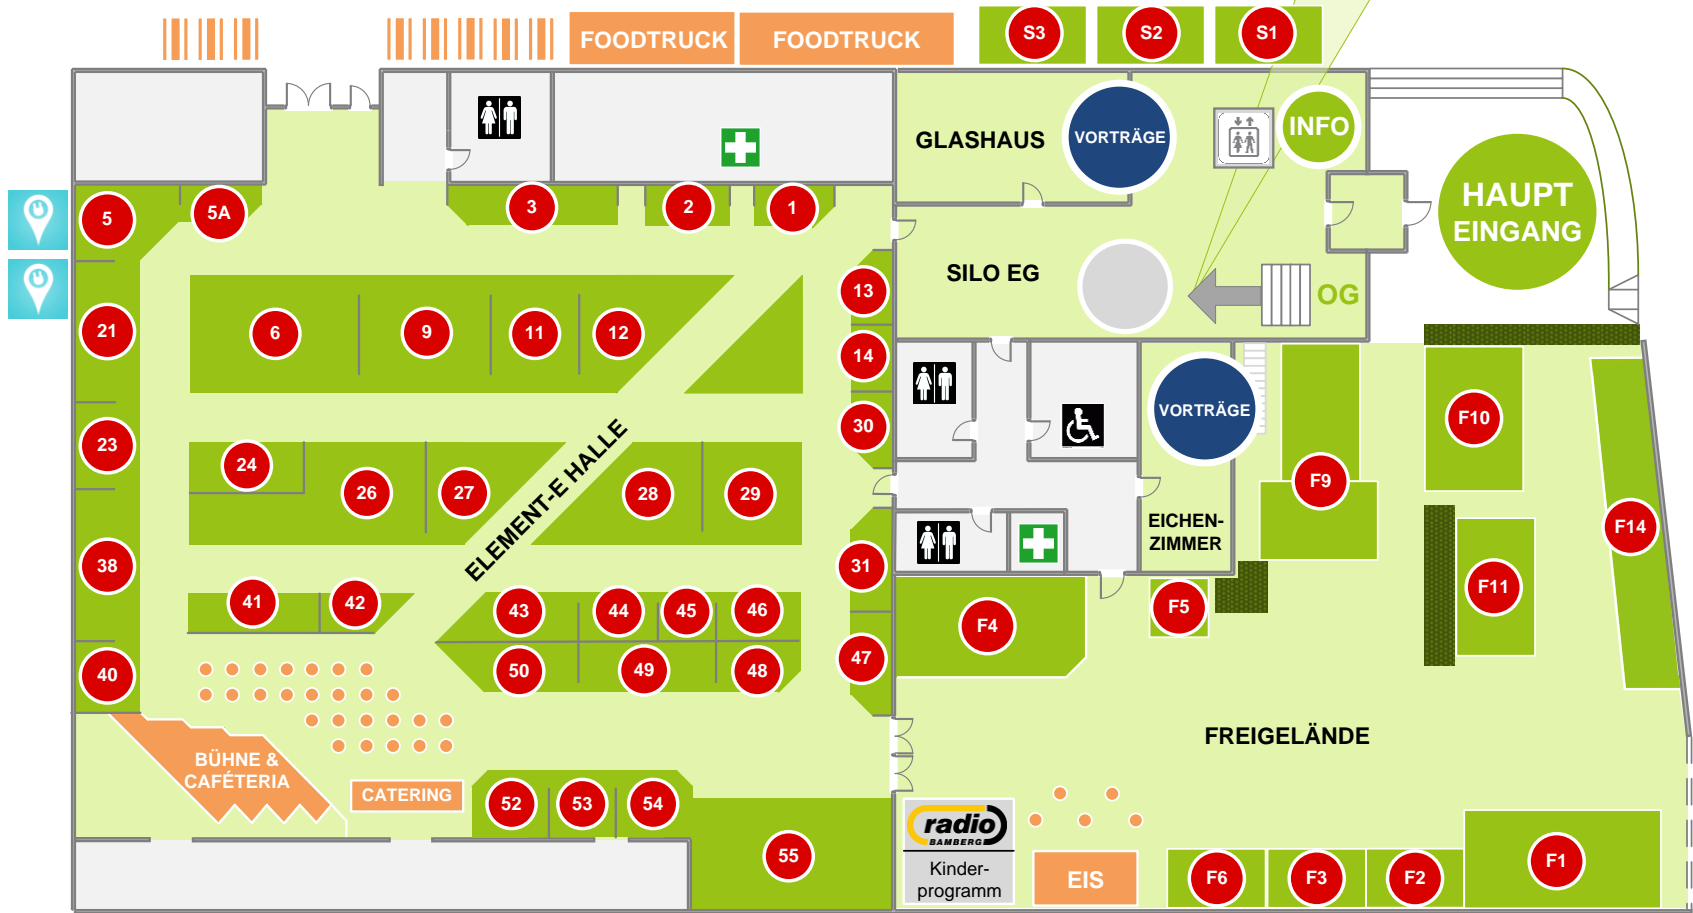 FOODTRUCK
FOODTRUCK
S3
S2
S1
GLASHAUS
VORTRÄGE
INFO
HAUPT
EINGANG
5
5A
3
2
1
SILO EG
OG
13
21
6
9
11
12
14
VORTRÄGE
30
F10
23
24
26
27
ELEMENT-E HALLE
28
29
F9
EICHEN-
ZIMMER
F14
38
31
F11
41
42
43
44
45
46
F4
F5
40
50
49
48
47
FREIGELÄNDE
BÜHNE &
CAFÉTERIA
CATERING
52
53
54
55
radio
BAMBERG
Kinder-
programm
EIS
F6
F3
F2
F1